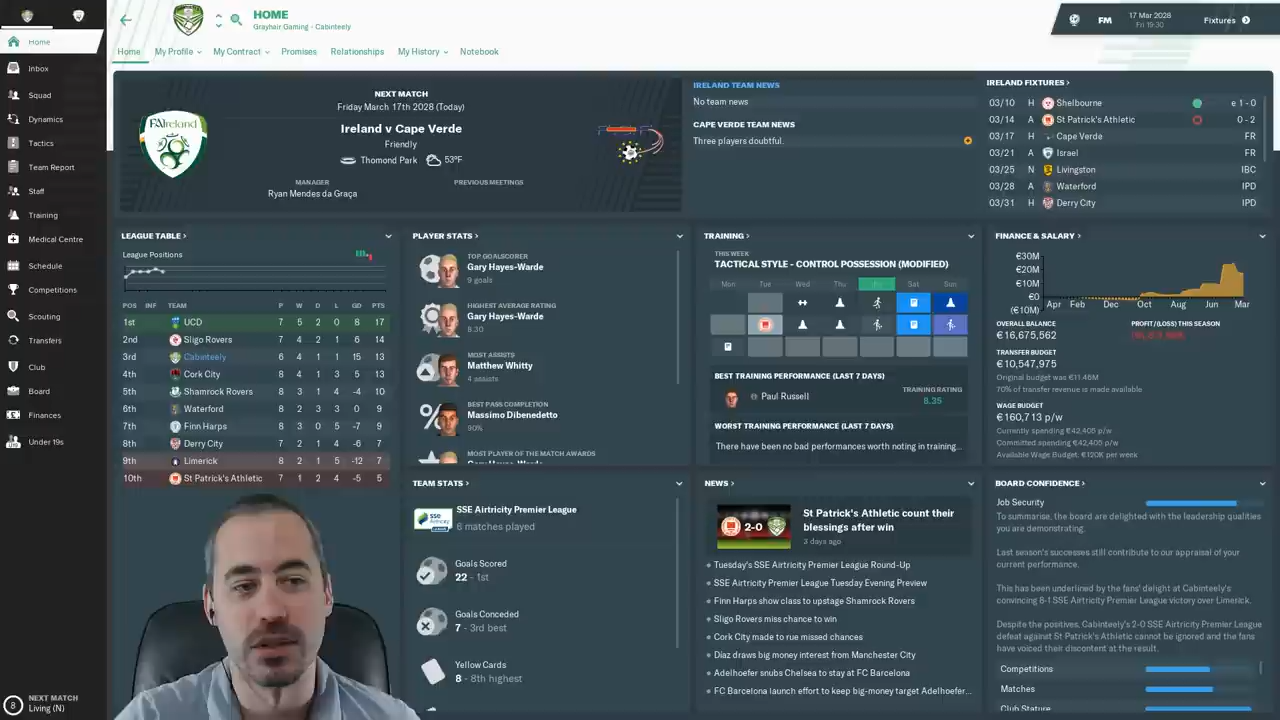 HOME
Grayhair Gaming - Cabinteely
17 Mar 2028
Fri 19:30
FM
Fixtures
Home
My Profile
My Contract
Promises
Relationships
My History
Notebook
Home
Inbox
Squad
Dynamics
Tactics
Team Report
Staff
Training
Medical Centre
Schedule
Competitions
Scouting
Transfers
Club
Board
Finances
Under 19s
8
NEXT MATCH
Living (N)
NEXT MATCH
Friday March 17th 2028 (Today)
Ireland v Cape Verde
Friendly
Thomond Park
53°F
MANAGER
Ryan Mendes da Graça
PREVIOUS MEETINGS
FAIreland
IRELAND TEAM NEWS
No team news
CAPE VERDE TEAM NEWS
Three players doubtful.
IRELAND FIXTURES >
03/10 H Shelbourne e 1 - 0
03/14 A St Patrick's Athletic 0 - 2
03/17 H Cape Verde FR
03/21 A Israel FR
03/25 N Livingston IBC
03/28 A Waterford IPD
03/31 H Derry City IPD
LEAGUE TABLE >
League Positions
POS INF TEAM P W D L GD PTS
1st UCD 7 5 2 0 8 17
2nd Sligo Rovers 7 4 2 1 6 14
3rd Cabinteely 6 4 1 1 15 13
4th Cork City 8 4 1 3 5 13
5th Shamrock Rovers 8 3 1 4 -4 10
6th Waterford 8 2 3 3 0 9
7th Finn Harps 8 3 0 5 -7 9
8th Derry City 7 2 1 4 -6 7
9th Limerick 8 2 1 5 -12 7
10th St Patrick's Athletic 7 1 2 4 -5 5
PLAYER STATS >
TOP GOALSCORER
Gary Hayes-Warde
9 goals
HIGHEST AVERAGE RATING
Gary Hayes-Warde
8.30
MOST ASSISTS
Matthew Whitty
4 assists
BEST PASS COMPLETION
Massimo Dibenedetto
90%
MOST PLAYER OF THE MATCH AWARDS
Gary Hayes-Warde
TRAINING >
THIS WEEK
TACTICAL STYLE - CONTROL POSSESSION (MODIFIED)
Mon Tue Wed Thu Fri Sat Sun
BEST TRAINING PERFORMANCE (LAST 7 DAYS)
Paul Russell
TRAINING RATING
8.35
WORST TRAINING PERFORMANCE (LAST 7 DAYS)
There have been no bad performances worth noting in training...
FINANCE & SALARY >
€30M
€20M
€10M
€0
(€10M)
Apr Feb Dec Oct Aug Jun Mar
OVERALL BALANCE
€16,675,562
PROFIT/(LOSS) THIS SEASON
TRANSFER BUDGET
€10,547,975
Original budget was €11.46M
70% of transfer revenue is made available
WAGE BUDGET
€160,713 p/w
Currently spending €42,405 p/w
Committed spending €42,405 p/w
Available Wage Budget: €120K per week
TEAM STATS >
SSE Airtricity Premier League
6 matches played
Goals Scored
22 - 1st
Goals Conceded
7 - 3rd best
Yellow Cards
8 - 8th highest
NEWS >
2-0
St Patrick's Athletic count their
blessings after win
3 days ago
Tuesday's SSE Airtricity Premier League Round-Up
SSE Airtricity Premier League Tuesday Evening Preview
Finn Harps show class to upstage Shamrock Rovers
Sligo Rovers miss chance to win
Cork City made to rue missed chances
Díaz draws big money interest from Manchester City
Adelhoefer snubs Chelsea to stay at FC Barcelona
FC Barcelona launch effort to keep big-money target Adelhoefer...
BOARD CONFIDENCE >
Job Security
To summarise, the board are delighted with the leadership qualities
you are demonstrating.
Last season's successes still contribute to our appraisal of your
current performance.
This has been underlined by the fans' delight at Cabinteely's
convincing 8-1 SSE Airtricity Premier League victory over Limerick.
Despite the positives, Cabinteely's 2-0 SSE Airtricity Premier League
defeat against St Patrick's Athletic cannot be ignored and the fans
have voiced their discontent at the result.
Competitions
Matches
Club Stature